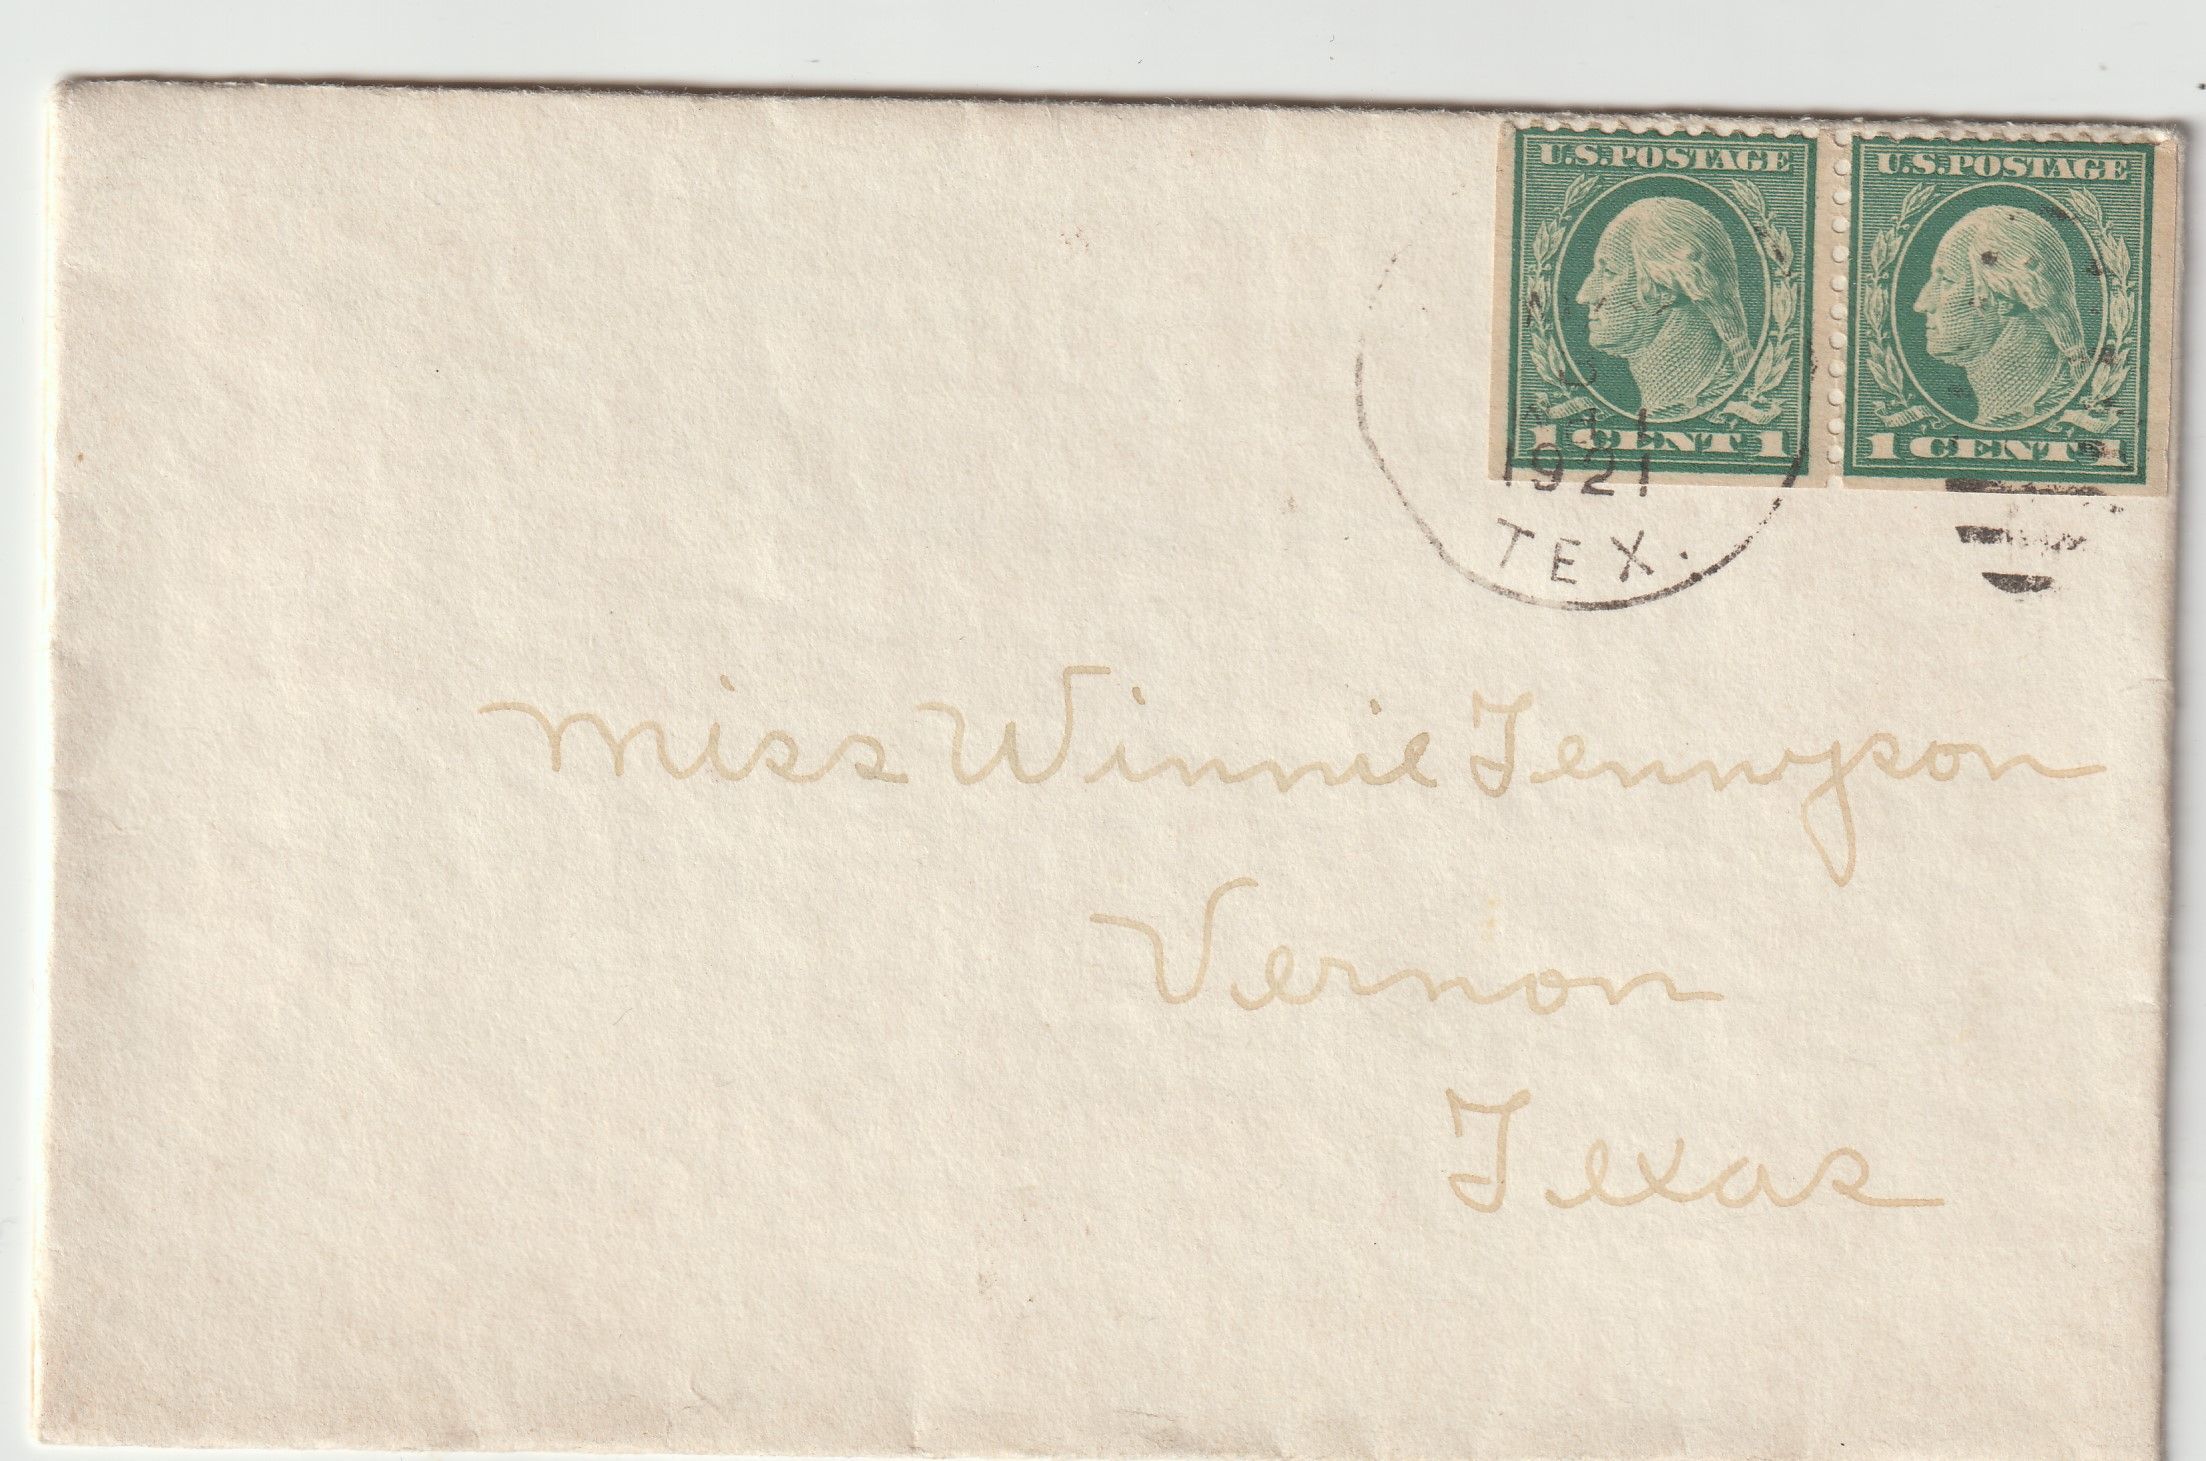 U.S.POSTAGE U.S.POSTAGE
1 CENT 1 1 CENT 1
1921
TEX.
Miss Winnie Tennyson
Vernon
Texas